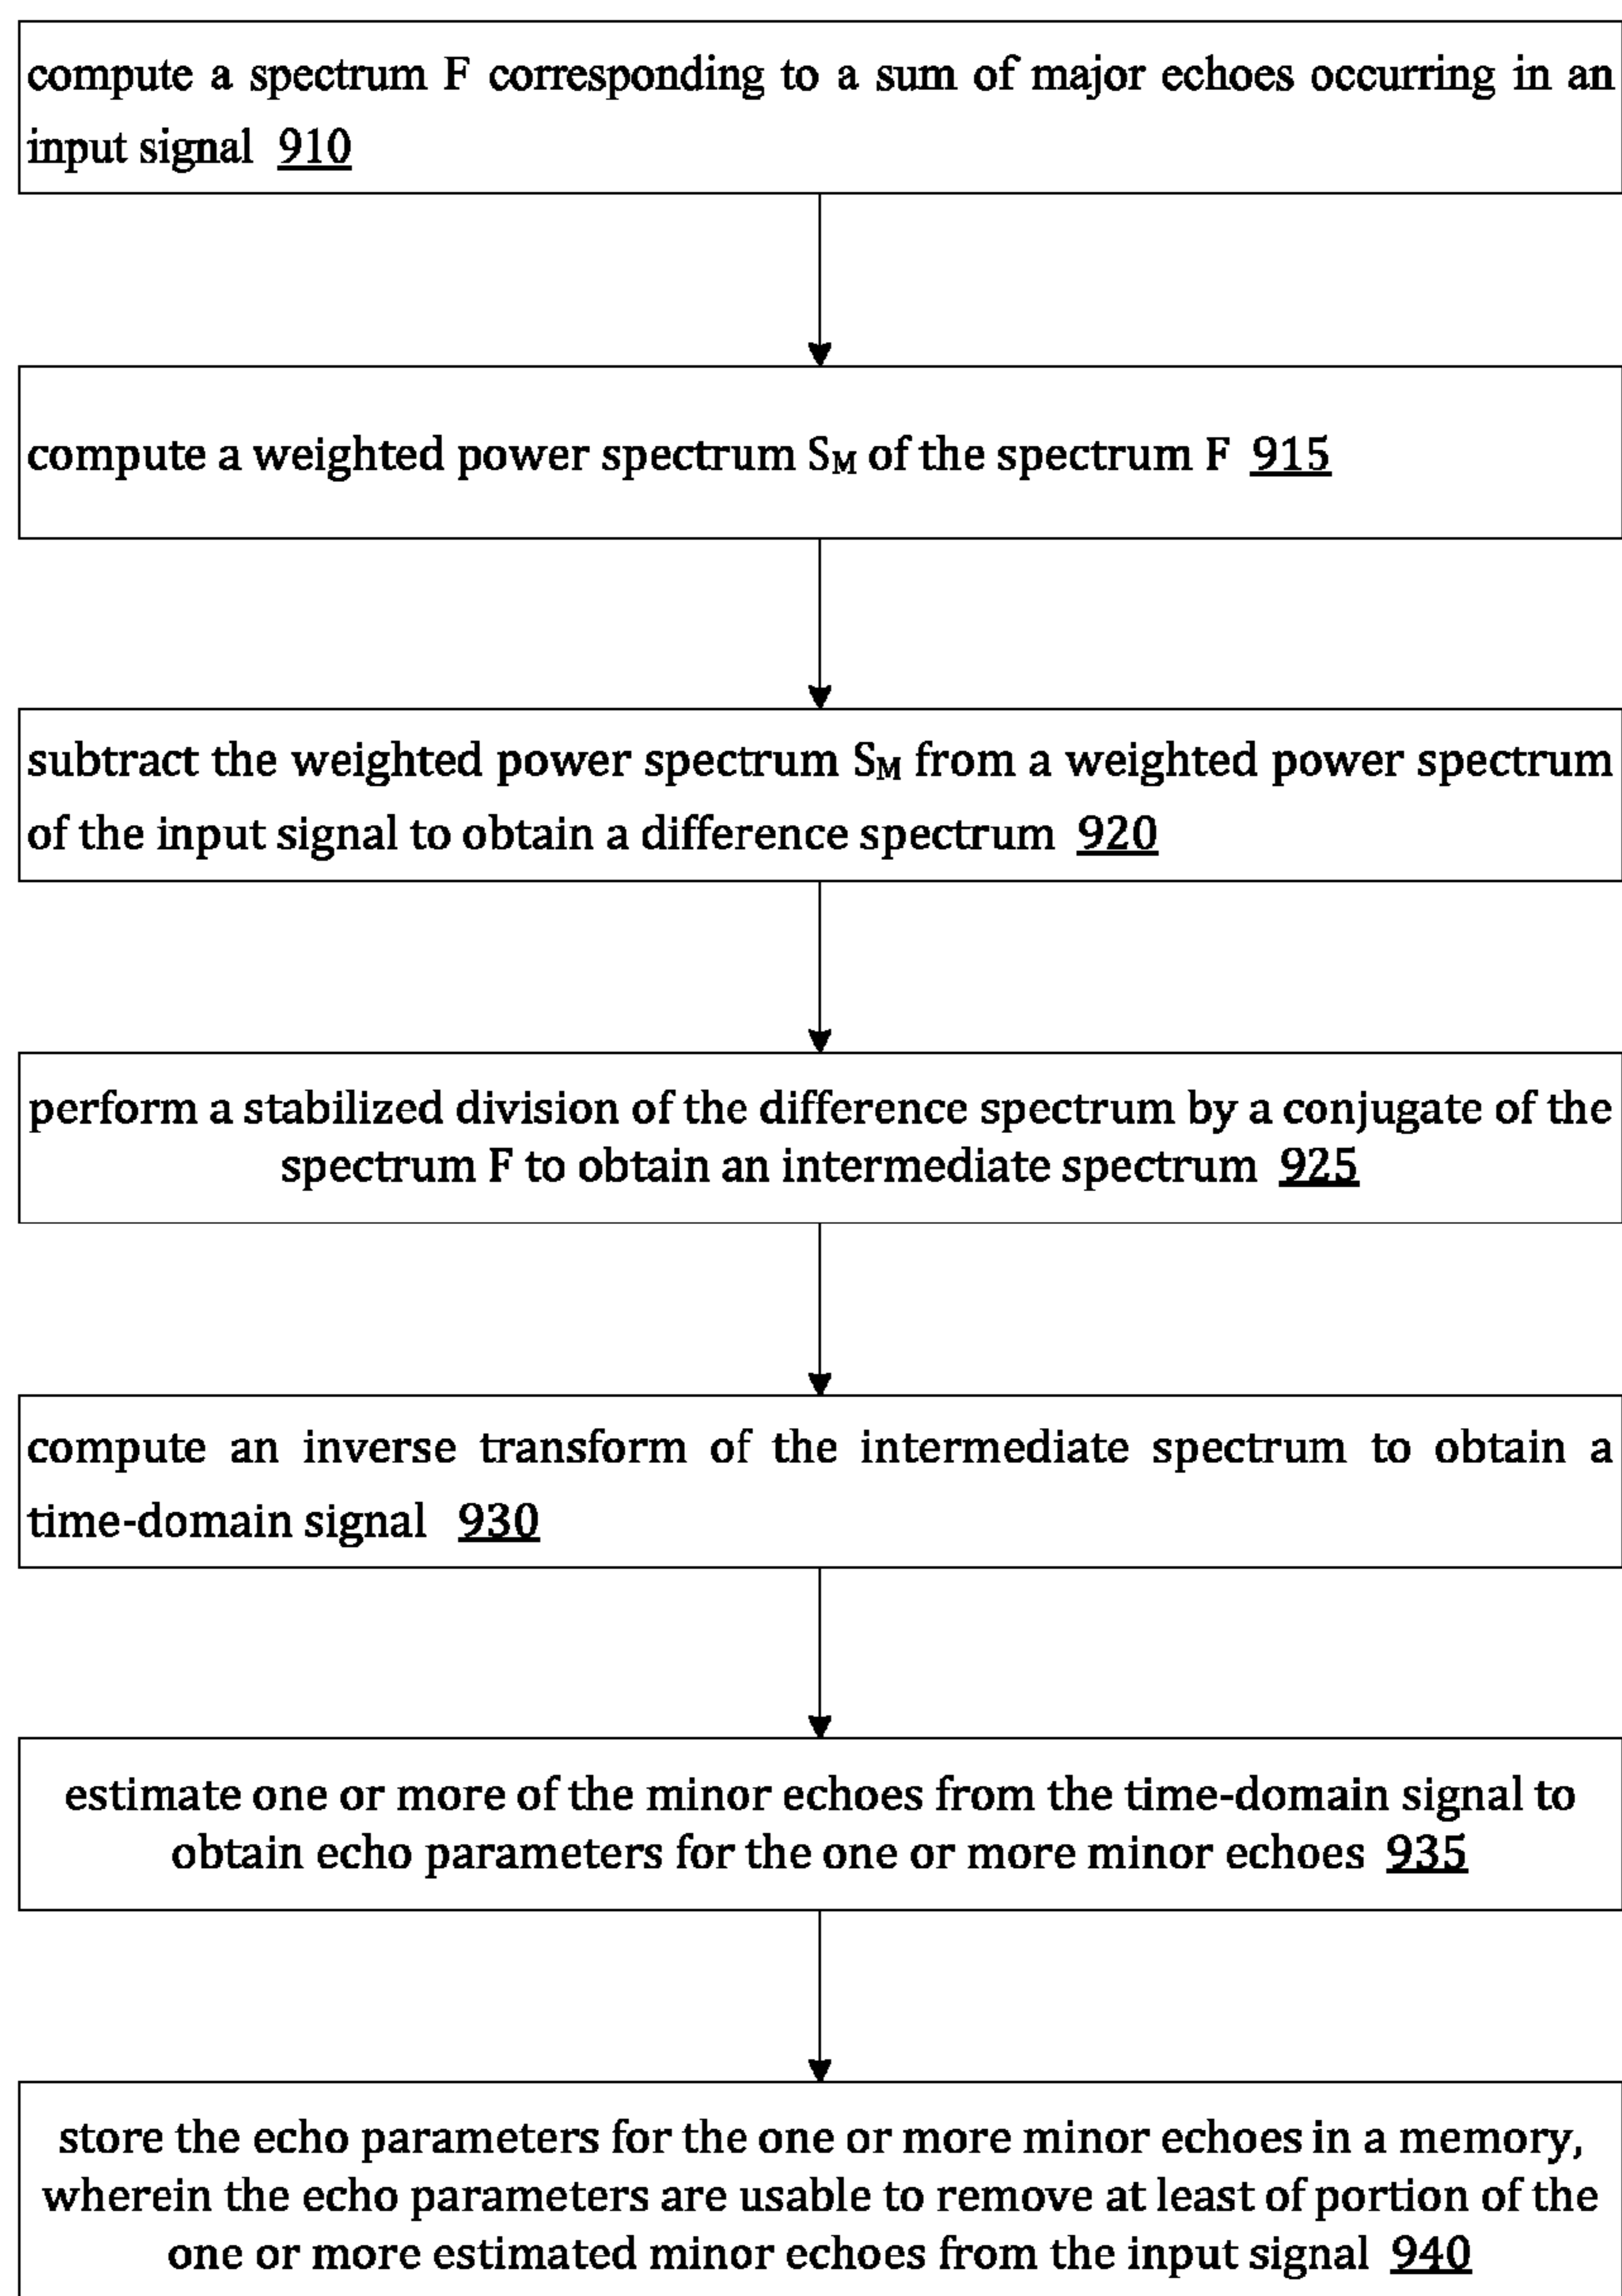 compute a spectrum F corresponding to a sum of major echoes occurring in an
input signal 910
compute a weighted power spectrum SM of the spectrum F 915
subtract the weighted power spectrum SM from a weighted power spectrum
of the input signal to obtain a difference spectrum 920
perform a stabilized division of the difference spectrum by a conjugate of the
spectrum F to obtain an intermediate spectrum 925
compute an inverse transform of the intermediate spectrum to obtain a
time-domain signal 930
estimate one or more of the minor echoes from the time-domain signal to
obtain echo parameters for the one or more minor echoes 935
store the echo parameters for the one or more minor echoes in a memory,
wherein the echo parameters are usable to remove at least of portion of the
one or more estimated minor echoes from the input signal 940